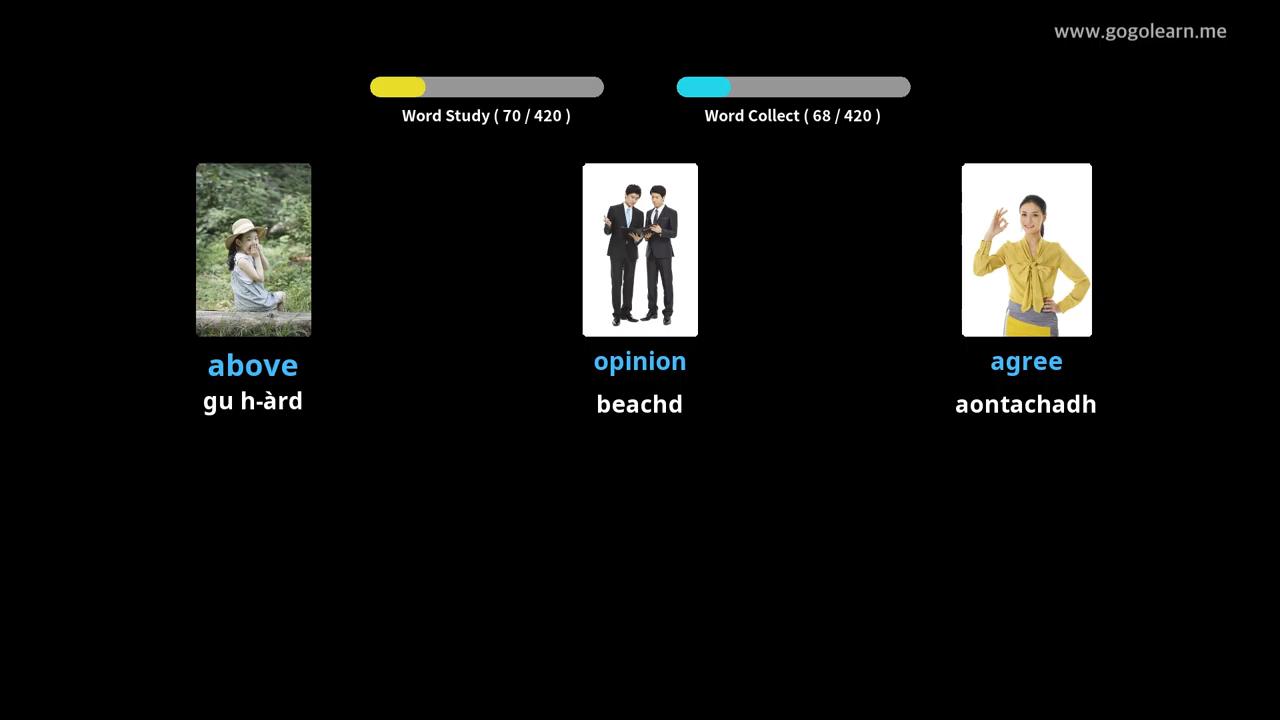 www.gogolearn.me
Word Study ( 70 / 420 )
Word Collect ( 68 / 420 )
above
gu h-àrd
opinion
beachd
agree
aontachadh